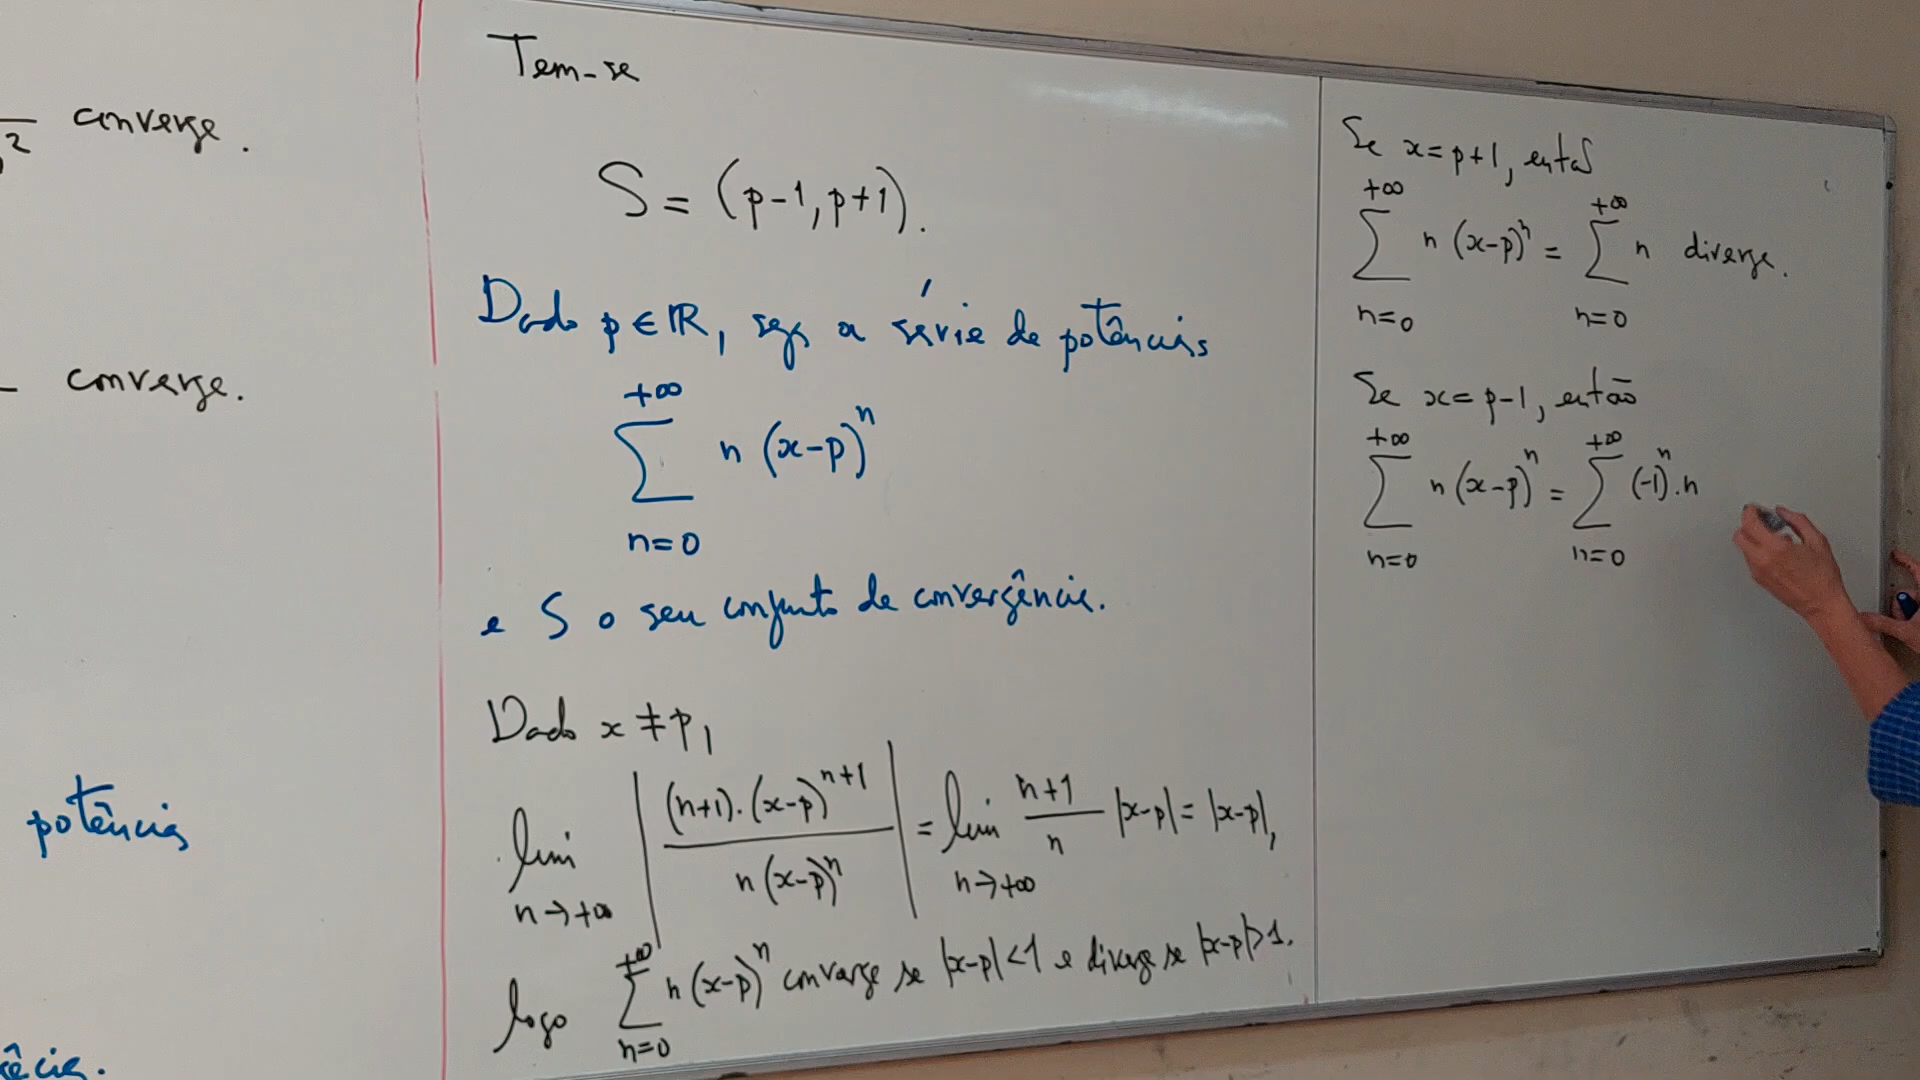 2 converge.
converge.
potências
ência.
Tem-se
S = (p-1, p+1).
Dado p ∈ ℝ, seja a série de potências
+∞
∑ n (x-p)^n
n=0
e S o seu conjunto de convergência.
Dado x ≠ p,
lim | (n+1).(x-p)^{n+1} / n(x-p)^n | = lim n+1 / n |x-p| = |x-p|,
n→+∞ n→+∞
+∞
logo ∑ n(x-p)^n converge se |x-p|<1 e diverge se |x-p|>1.
n=0
Se x = p+1, então
+∞ +∞
∑ n (x-p)^n = ∑ n diverge.
n=0 n=0
Se x = p-1, então
+∞ +∞
∑ n(x-p)^n = ∑ (-1)^n . n
n=0 n=0